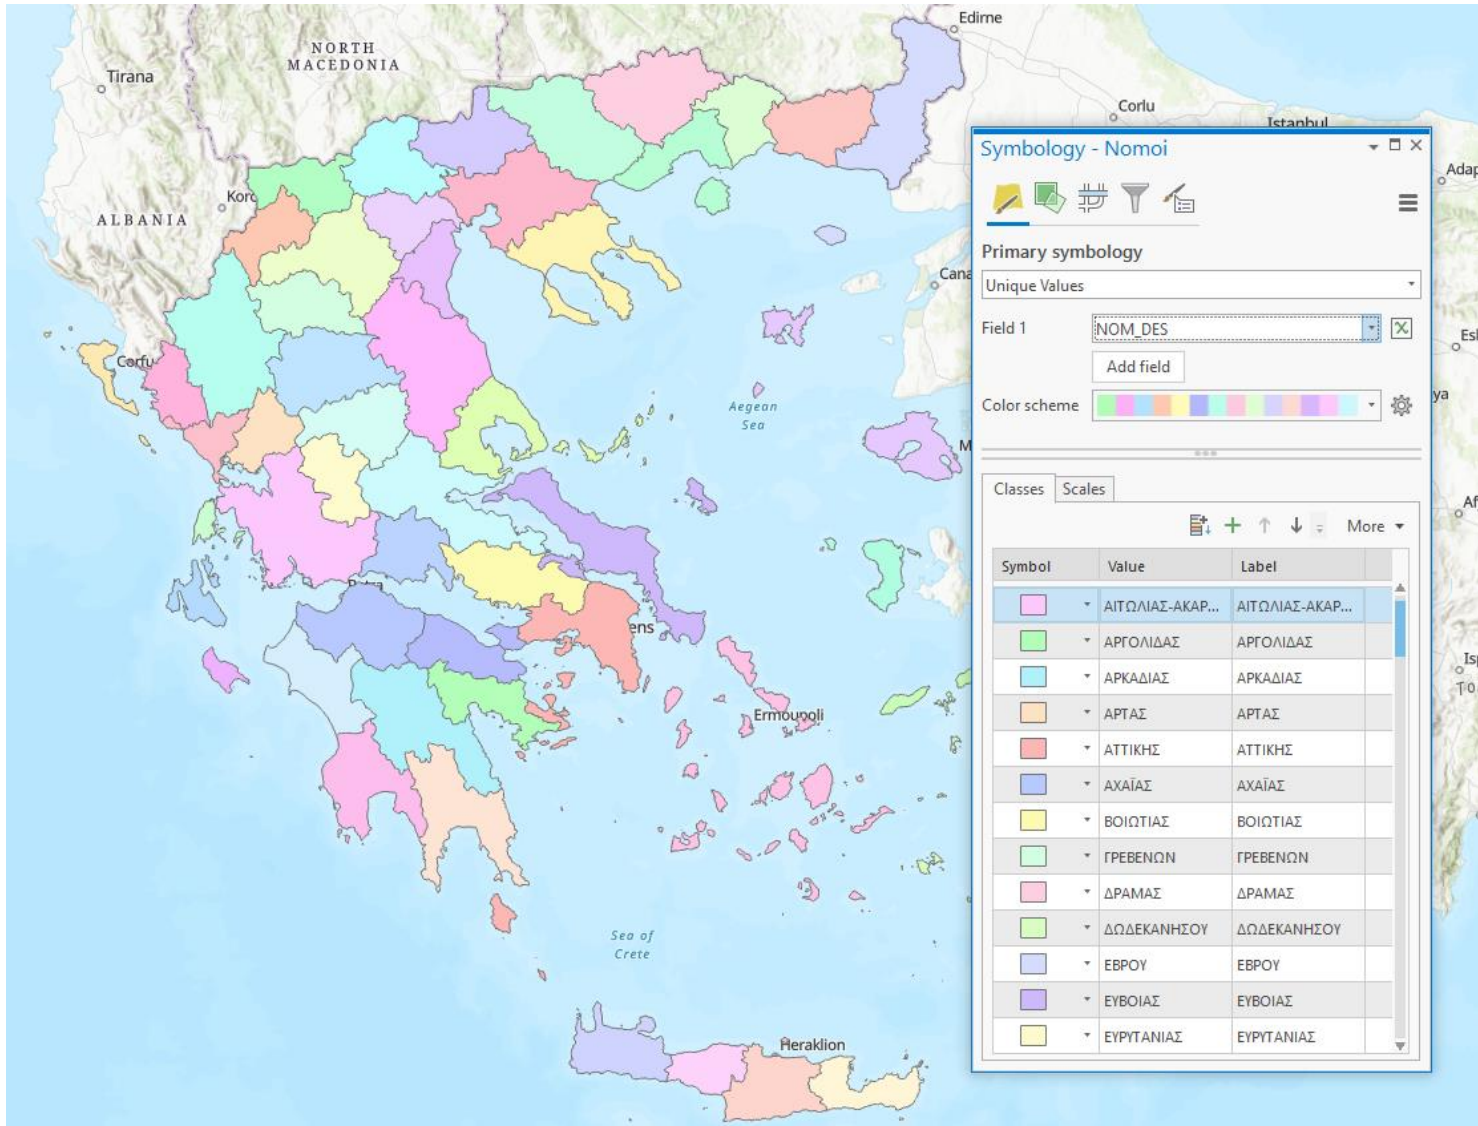 Edirne
NORTH
MACEDONIA
Tirana
Corlu
Istanbul
ALBANIA
Corfu
Aegean
Sea
Ermoupoli
Sea of
Crete
Heraklion
Symbology - Nomoi
Primary symbology
Unique Values
Field 1
NOM_DES
Add field
Color scheme
Classes
Scales
More
Symbol Value Label
ΑΙΤΩΛΙΑΣ-ΑΚΑΡ... ΑΙΤΩΛΙΑΣ-ΑΚΑΡ...
ΑΡΓΟΛΙΔΑΣ ΑΡΓΟΛΙΔΑΣ
ΑΡΚΑΔΙΑΣ ΑΡΚΑΔΙΑΣ
ΑΡΤΑΣ ΑΡΤΑΣ
ΑΤΤΙΚΗΣ ΑΤΤΙΚΗΣ
ΑΧΑΪΑΣ ΑΧΑΪΑΣ
ΒΟΙΩΤΙΑΣ ΒΟΙΩΤΙΑΣ
ΓΡΕΒΕΝΩΝ ΓΡΕΒΕΝΩΝ
ΔΡΑΜΑΣ ΔΡΑΜΑΣ
ΔΩΔΕΚΑΝΗΣΟΥ ΔΩΔΕΚΑΝΗΣΟΥ
ΕΒΡΟΥ ΕΒΡΟΥ
ΕΥΒΟΙΑΣ ΕΥΒΟΙΑΣ
ΕΥΡΥΤΑΝΙΑΣ ΕΥΡΥΤΑΝΙΑΣ